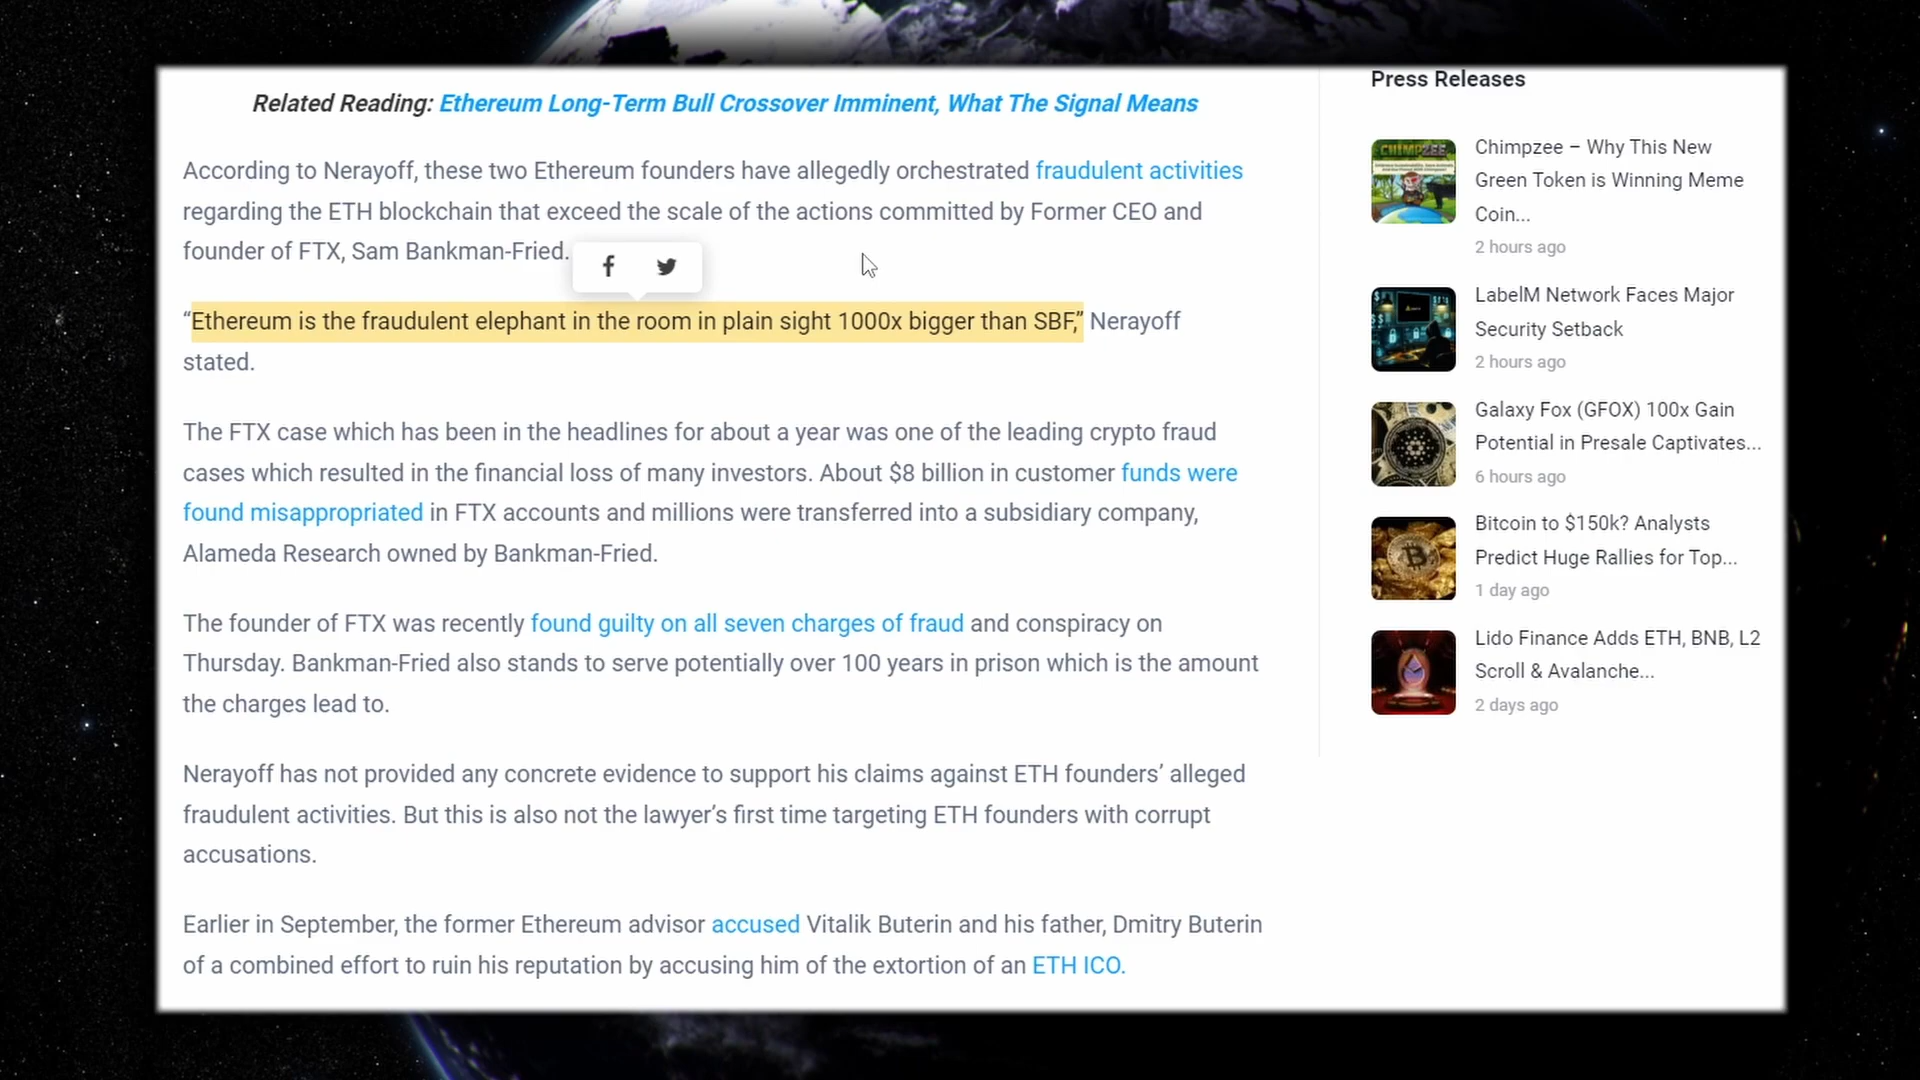 Related Reading: Ethereum Long-Term Bull Crossover Imminent, What The Signal Means
According to Nerayoff, these two Ethereum founders have allegedly orchestrated fraudulent activities
regarding the ETH blockchain that exceed the scale of the actions committed by Former CEO and
founder of FTX, Sam Bankman-Fried.
“Ethereum is the fraudulent elephant in the room in plain sight 1000x bigger than SBF,” Nerayoff
stated.
The FTX case which has been in the headlines for about a year was one of the leading crypto fraud
cases which resulted in the financial loss of many investors. About $8 billion in customer funds were
found misappropriated in FTX accounts and millions were transferred into a subsidiary company,
Alameda Research owned by Bankman-Fried.
The founder of FTX was recently found guilty on all seven charges of fraud and conspiracy on
Thursday. Bankman-Fried also stands to serve potentially over 100 years in prison which is the amount
the charges lead to.
Nerayoff has not provided any concrete evidence to support his claims against ETH founders’ alleged
fraudulent activities. But this is also not the lawyer’s first time targeting ETH founders with corrupt
accusations.
Earlier in September, the former Ethereum advisor accused Vitalik Buterin and his father, Dmitry Buterin
of a combined effort to ruin his reputation by accusing him of the extortion of an ETH ICO.
Press Releases
CHIMPZEE
Chimpzee – Why This New
Green Token is Winning Meme
Coin...
2 hours ago
LabelM Network Faces Major
Security Setback
2 hours ago
Galaxy Fox (GFOX) 100x Gain
Potential in Presale Captivates...
6 hours ago
Bitcoin to $150k? Analysts
Predict Huge Rallies for Top...
1 day ago
Lido Finance Adds ETH, BNB, L2
Scroll & Avalanche...
2 days ago